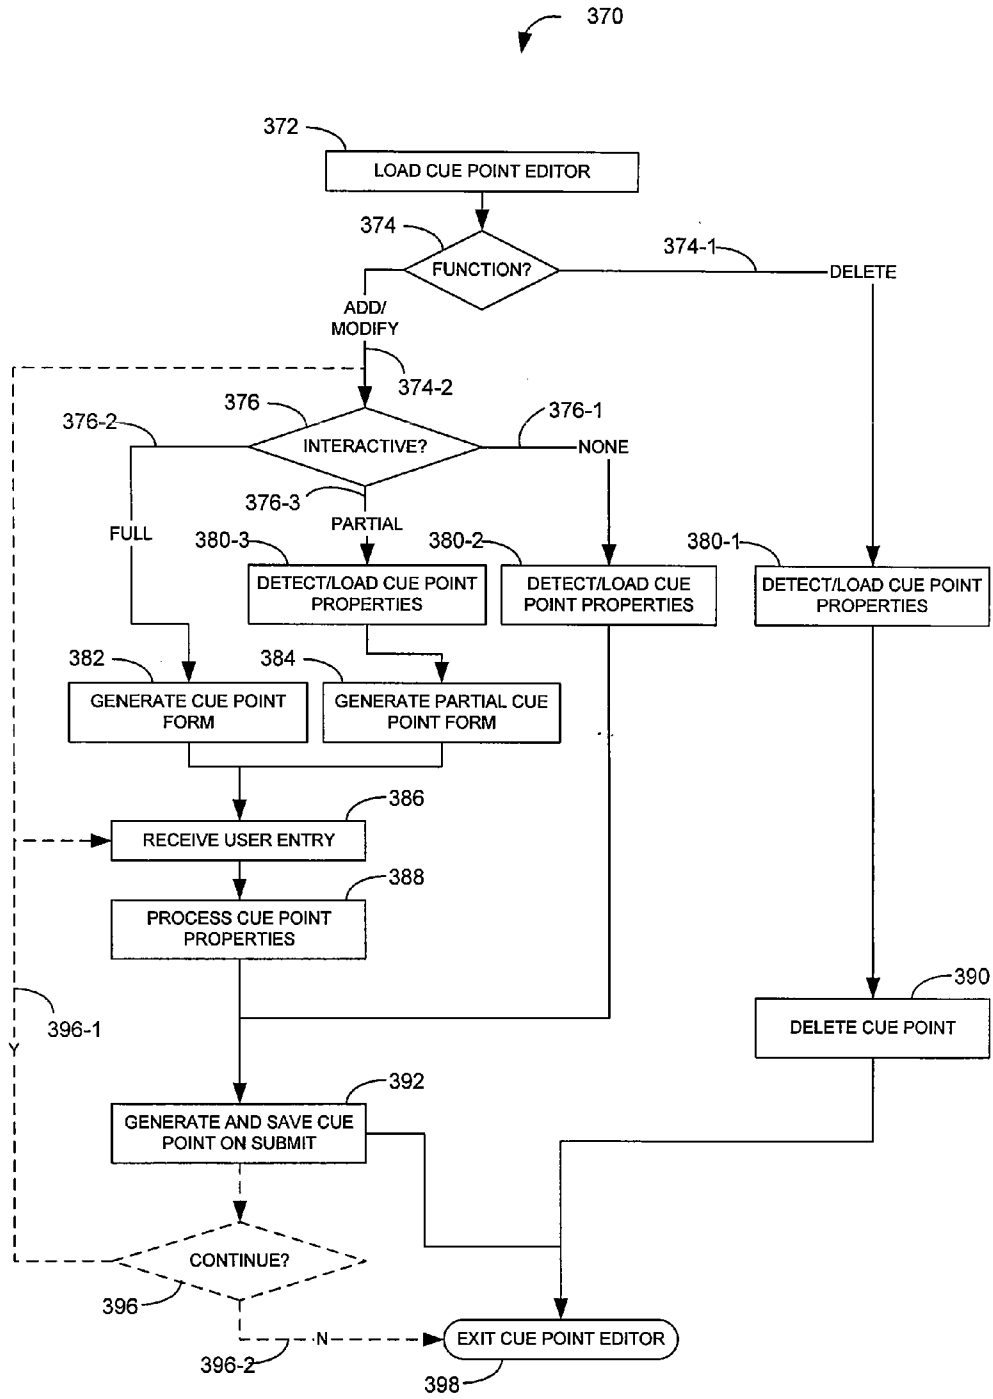 370
372
LOAD CUE POINT EDITOR
374
FUNCTION?
374-1
DELETE
ADD/
MODIFY
374-2
376
376-1
376-2
INTERACTIVE?
NONE
376-3
FULL
PARTIAL
380-3
380-2
380-1
DETECT/LOAD CUE POINT
PROPERTIES
DETECT/LOAD CUE
POINT PROPERTIES
DETECT/LOAD CUE POINT
PROPERTIES
382
384
GENERATE CUE POINT
FORM
GENERATE PARTIAL CUE
POINT FORM
386
RECEIVE USER ENTRY
388
PROCESS CUE POINT
PROPERTIES
390
DELETE CUE POINT
396-1
Y
392
GENERATE AND SAVE CUE
POINT ON SUBMIT
CONTINUE?
396
N
EXIT CUE POINT EDITOR
396-2
398